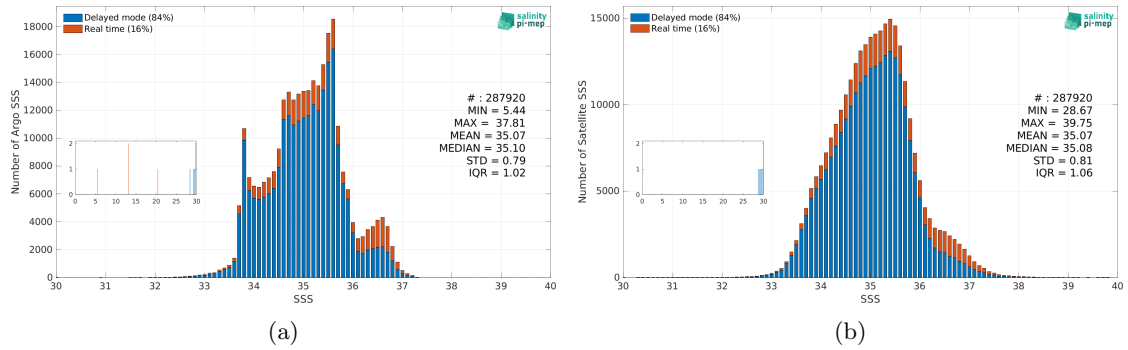 Delayed mode (84%)
Real time (16%)
salinity
pi-mep
# : 287920
MIN = 5.44
MAX = 37.81
MEAN = 35.07
MEDIAN = 35.10
STD = 0.79
IQR = 1.02
Number of Argo SSS
18000
16000
14000
12000
10000
8000
6000
4000
2000
0
2
1
0
0 5 10 15 20 25 30
30 31 32 33 34 35 36 37 38 39 40
SSS
(a)
Delayed mode (84%)
Real time (16%)
salinity
pi-mep
# : 287920
MIN = 28.67
MAX = 39.75
MEAN = 35.07
MEDIAN = 35.08
STD = 0.81
IQR = 1.06
Number of Satellite SSS
15000
10000
5000
0
2
1
0
0 5 10 15 20 25 30
30 31 32 33 34 35 36 37 38 39 40
SSS
(b)